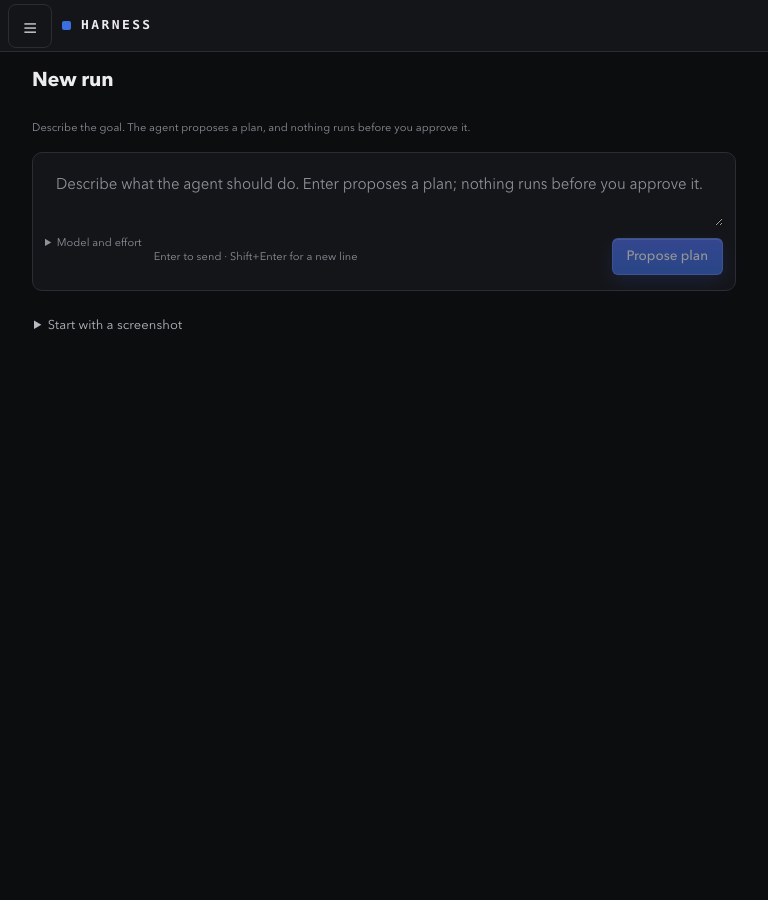 HARNESS
New run
Describe the goal. The agent proposes a plan, and nothing runs before you approve it.
Describe what the agent should do. Enter proposes a plan; nothing runs before you approve it.
Model and effort
Enter to send · Shift+Enter for a new line
Propose plan
Start with a screenshot